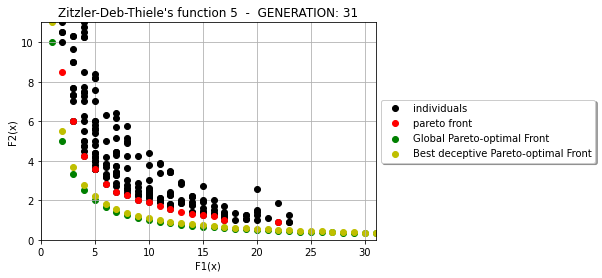 Zitzler-Deb-Thiele's function 5 - GENERATION: 31
10
8
6
4
2
0
F2(x)
0 5 10 15 20 25 30
F1(x)
individuals
pareto front
Global Pareto-optimal Front
Best deceptive Pareto-optimal Front